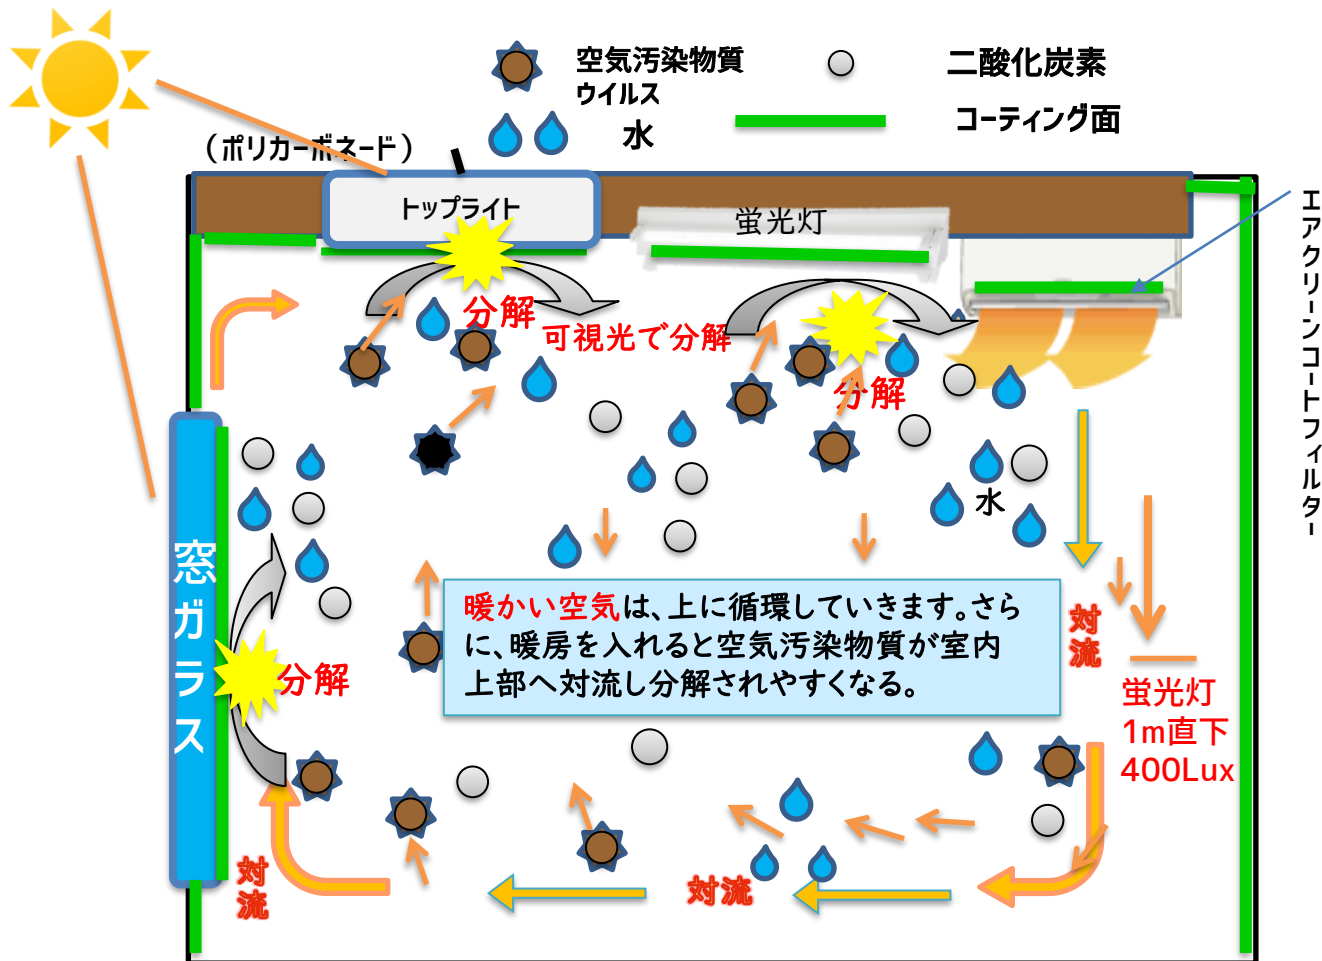 空気汚染物質
ウイルス
二酸化炭素
水
コーティング面
(ポリカーボネード)
トップライト
蛍光灯
エアクリーンコートフィルター
分解
可視光で分解
分解
水
窓ガラス
分解
暖かい空気は、上に循環していきます。さら
に、暖房を入れると空気汚染物質が室内
上部へ対流し分解されやすくなる。
対流
蛍光灯
1m直下
400Lux
対流
対流